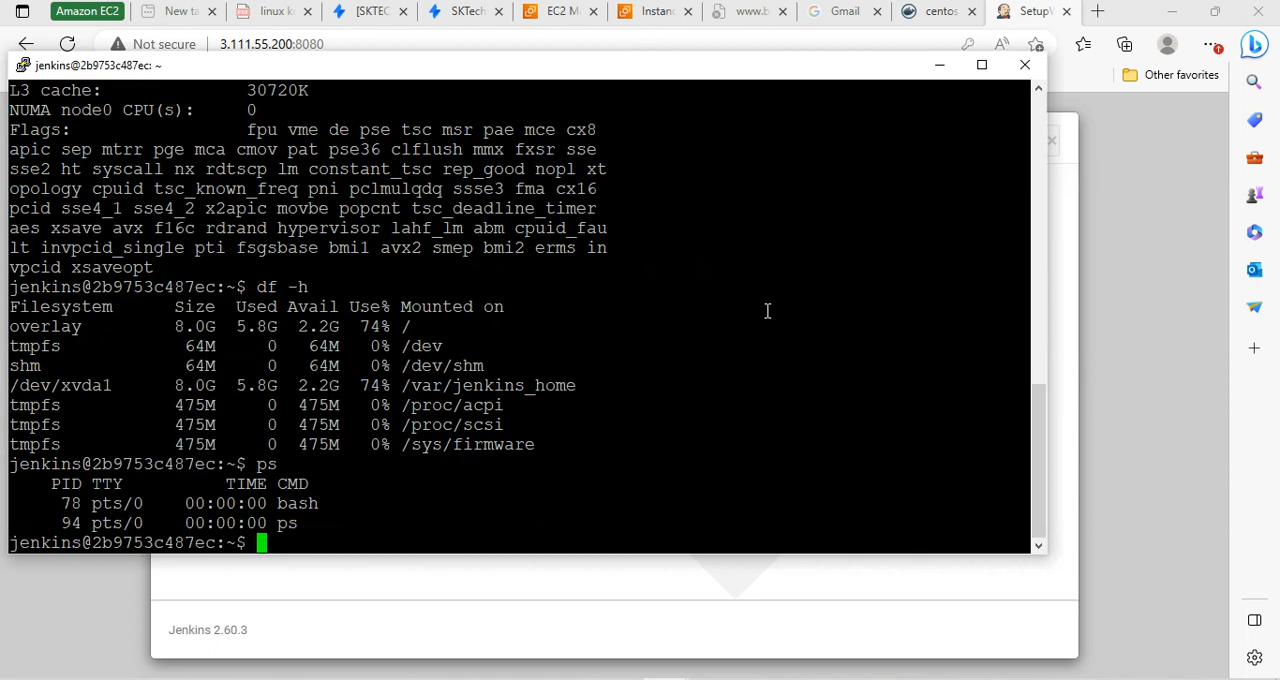 Amazon EC2
New ta
linux k
[SKTEC
SKTech
EC2 M
Instan
www.b
Gmail
centos
SetupW
Not secure
3.111.55.200:8080
jenkins@2b9753c487ec: ~
Other favorites
L3 cache: 30720K
NUMA node0 CPU(s): 0
Flags: fpu vme de pse tsc msr pae mce cx8
apic sep mtrr pge mca cmov pat pse36 clflush mmx fxsr sse
sse2 ht syscall nx rdtscp lm constant_tsc rep_good nopl xt
opology cpuid tsc_known_freq pni pclmulqdq ssse3 fma cx16
pcid sse4_1 sse4_2 x2apic movbe popcnt tsc_deadline_timer
aes xsave avx f16c rdrand hypervisor lahf_lm abm cpuid_fau
lt invpcid_single pti fsgsbase bmi1 avx2 smep bmi2 erms in
vpcid xsaveopt
jenkins@2b9753c487ec:~$ df -h
Filesystem Size Used Avail Use% Mounted on
overlay 8.0G 5.8G 2.2G 74% /
tmpfs 64M 0 64M 0% /dev
shm 64M 0 64M 0% /dev/shm
/dev/xvda1 8.0G 5.8G 2.2G 74% /var/jenkins_home
tmpfs 475M 0 475M 0% /proc/acpi
tmpfs 475M 0 475M 0% /proc/scsi
tmpfs 475M 0 475M 0% /sys/firmware
jenkins@2b9753c487ec:~$ ps
PID TTY TIME CMD
78 pts/0 00:00:00 bash
94 pts/0 00:00:00 ps
jenkins@2b9753c487ec:~$
Jenkins 2.60.3